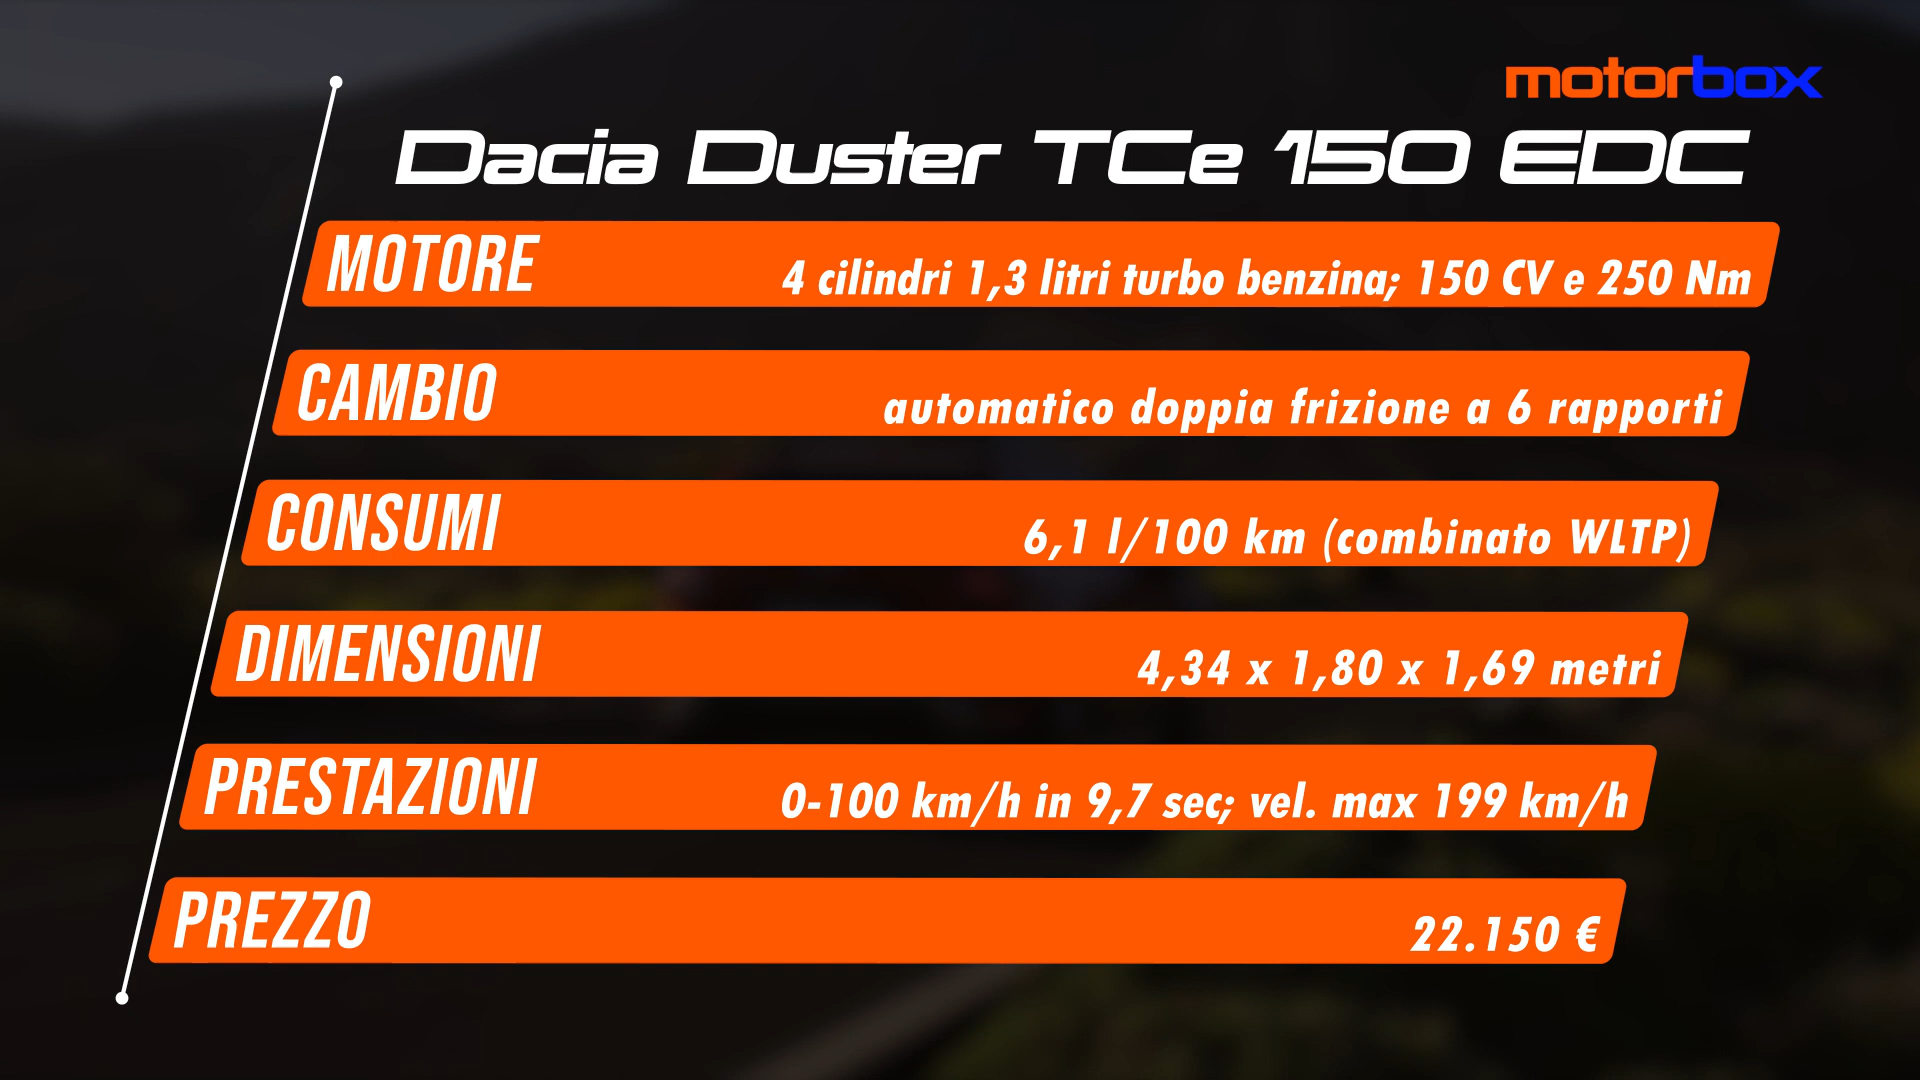 motorbox
Dacia Duster TCe 150 EDC
MOTORE
4 cilindri 1,3 litri turbo benzina; 150 CV e 250 Nm
CAMBIO
automatico doppia frizione a 6 rapporti
CONSUMI
6,1 l/100 km (combinato WLTP)
DIMENSIONI
4,34 x 1,80 x 1,69 metri
PRESTAZIONI
0-100 km/h in 9,7 sec; vel. max 199 km/h
PREZZO
22.150 €